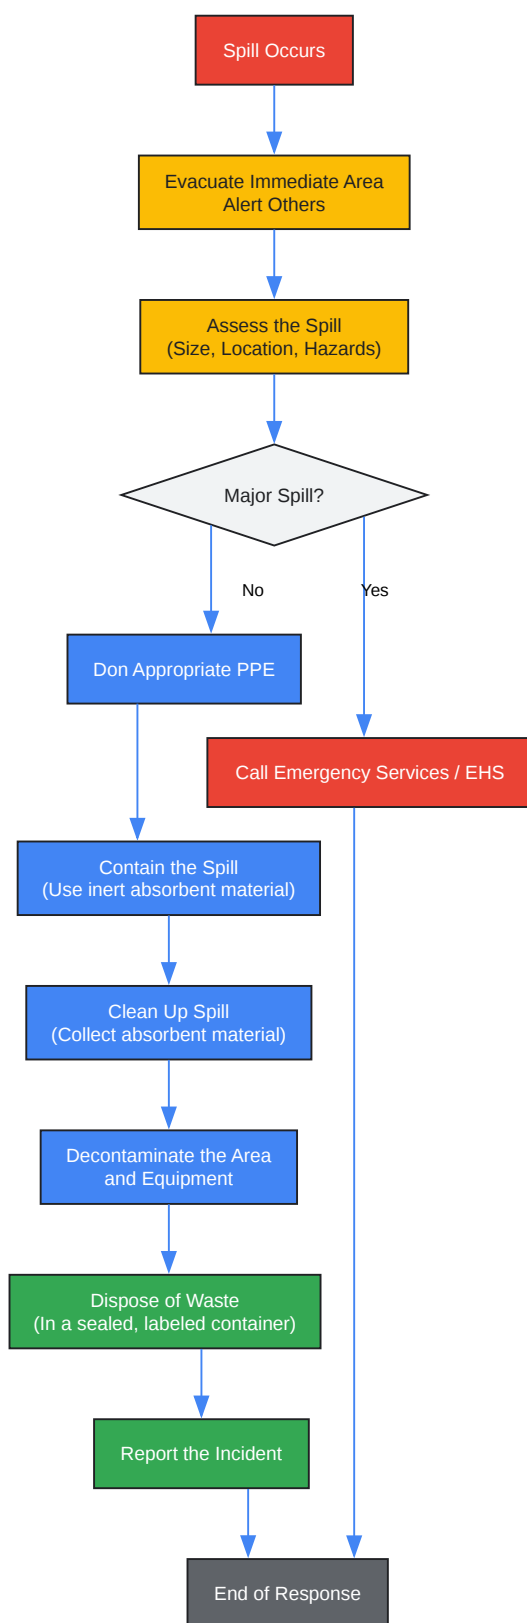 Spill Occurs
Evacuate Immediate Area
Alert Others
Assess the Spill
(Size, Location, Hazards)
Major Spill?
No
Yes
Don Appropriate PPE
Call Emergency Services / EHS
Contain the Spill
(Use inert absorbent material)
Clean Up Spill
(Collect absorbent material)
Decontaminate the Area
and Equipment
Dispose of Waste
(In a sealed, labeled container)
Report the Incident
End of Response